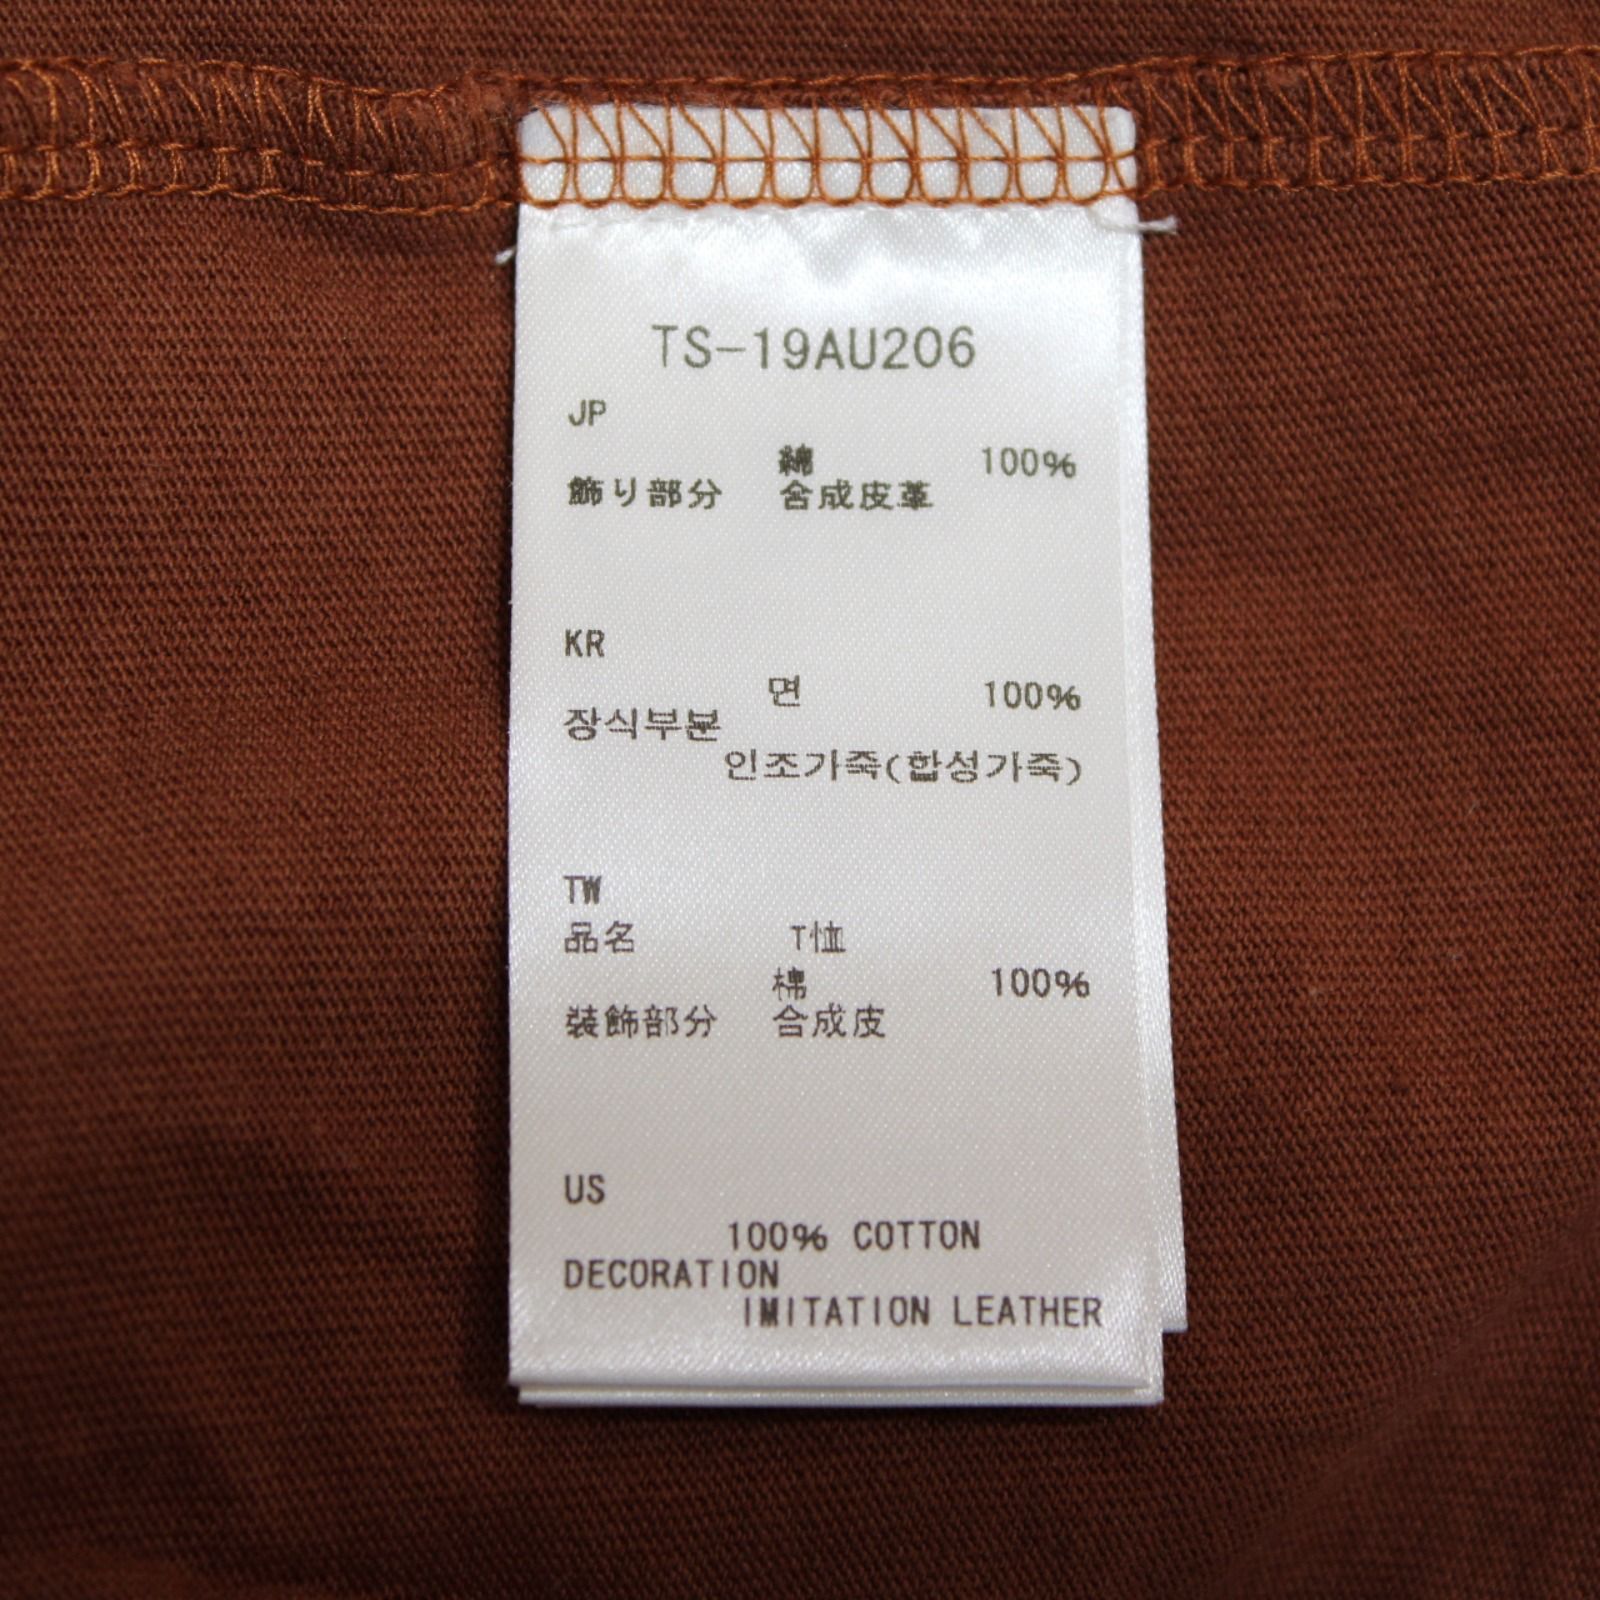 TS-19AU206
JP
綿 100%
飾り部分 合成皮革
KR
면 100%
장식부분
인조가죽(합성가죽)
TW
品名 T恤
棉 100%
裝飾部分 合成皮
US
100% COTTON
DECORATION
IMITATION LEATHER